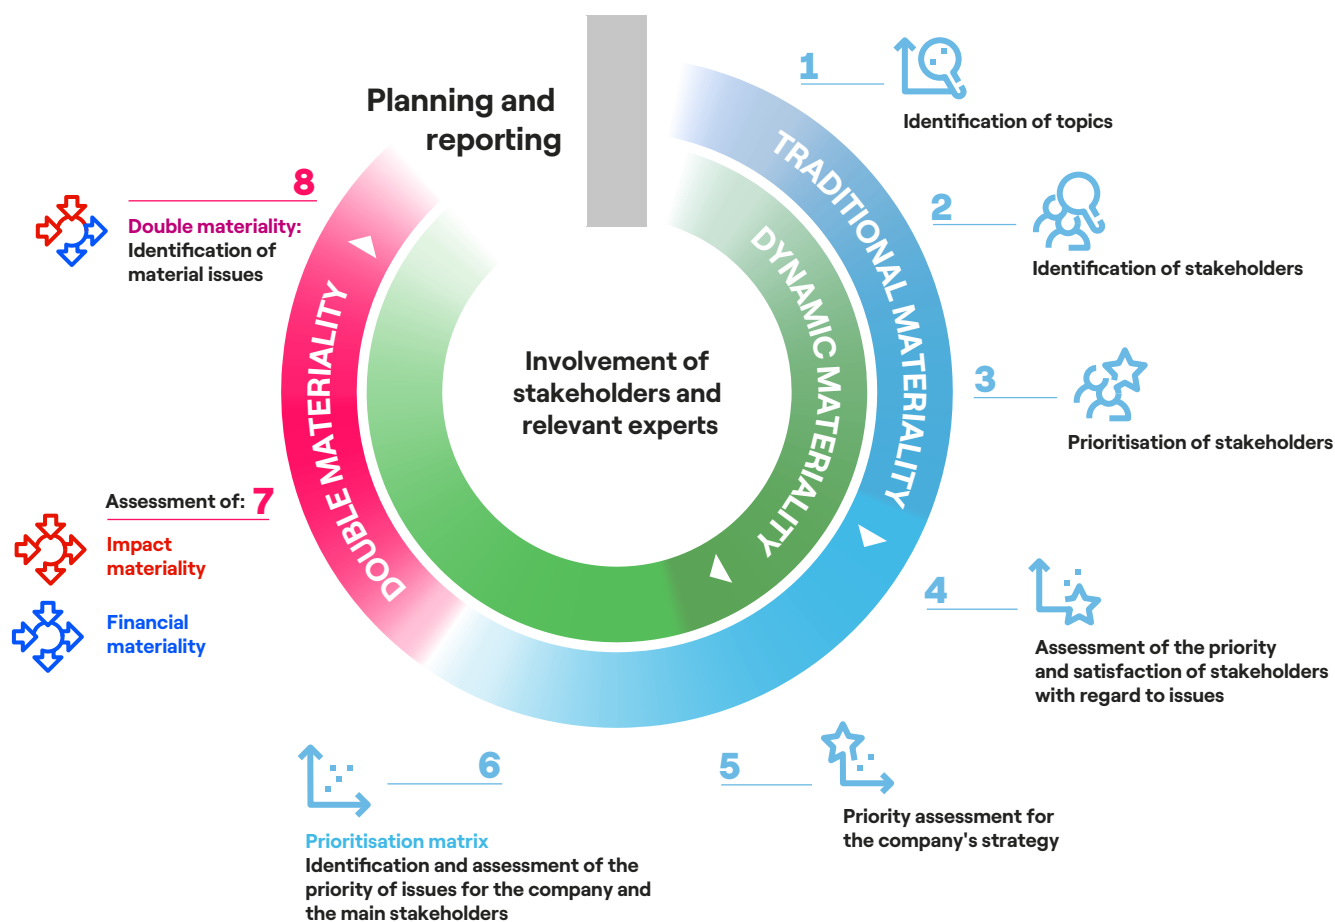 Planning and
reporting
1
Identification of topics
2
Identification of stakeholders
3
Prioritisation of stakeholders
4
Assessment of the priority
and satisfaction of stakeholders
with regard to issues
5
Priority assessment for
the company's strategy
6
Prioritisation matrix
Identification and assessment of the
priority of issues for the company and
the main stakeholders
Assessment of: 7
Impact
materiality
Financial
materiality
8
Double materiality:
Identification of
material issues
TRADITIONAL MATERIALITY
DYNAMIC MATERIALITY
DOUBLE MATERIALITY
Involvement of
stakeholders and
relevant experts